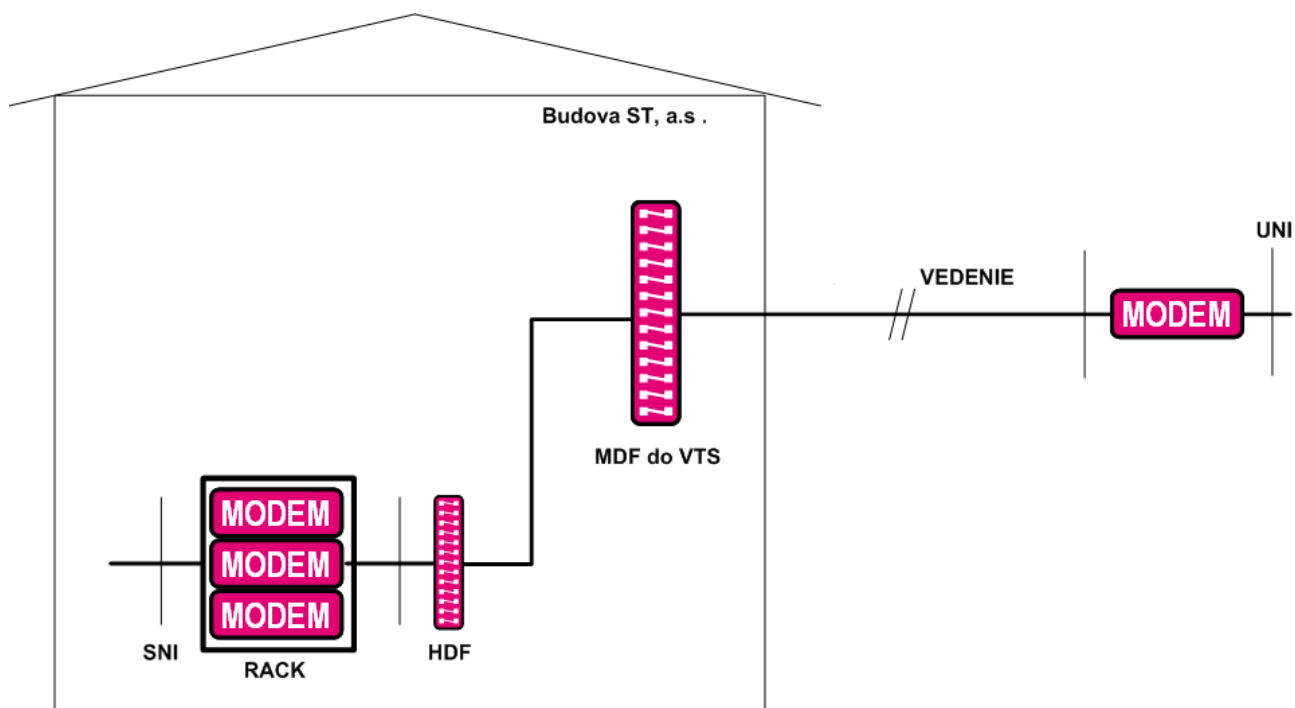 Budova ST, a.s .
UNI
VEDENIE
MODEM
MDF do VTS
MODEM
MODEM
MODEM
SNI
HDF
RACK